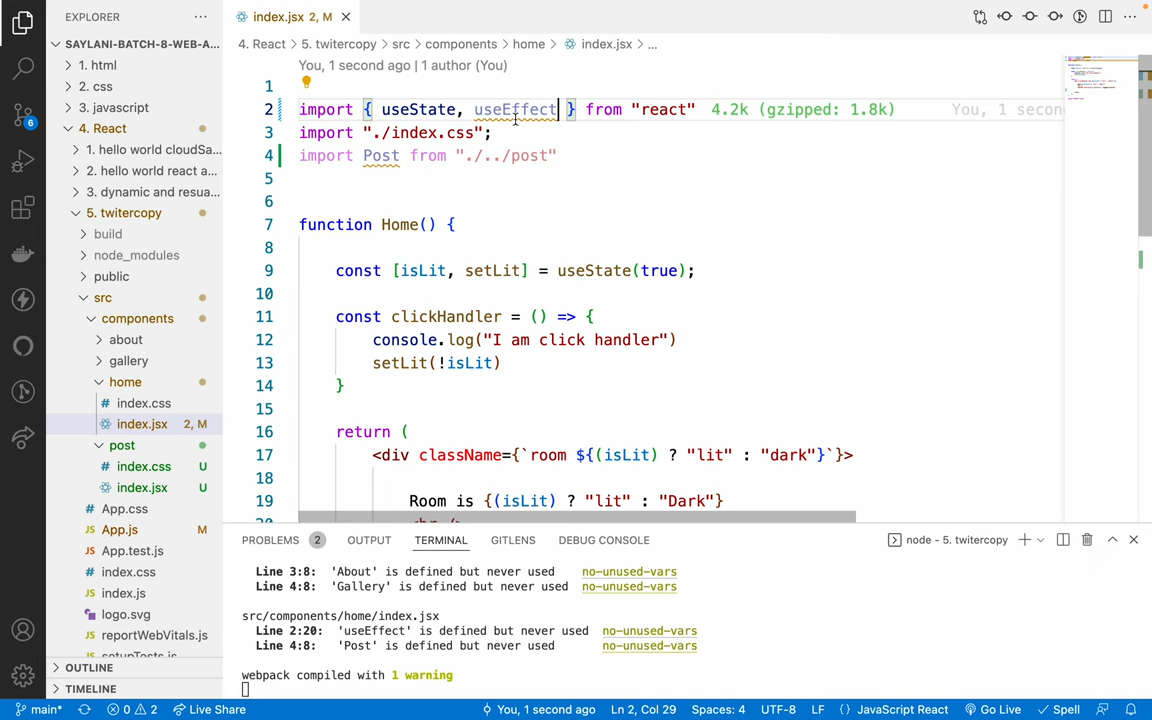 EXPLORER
index.jsx 2, M
SAYLANI-BATCH-8-WEB-A...
1. html
2. css
3. javascript
4. React
1. hello world cloudSa...
2. hello world react a...
3. dynamic and resua...
5. twitercopy
build
node_modules
public
src
components
about
gallery
home
index.css
index.jsx 2, M
post
index.css U
index.jsx U
App.css
JS App.js M
JS App.test.js
index.css
JS index.js
logo.svg
JS reportWebVitals.js
JS setupTests.js
OUTLINE
TIMELINE
6
4. React > 5. twitercopy > src > components > home > index.jsx > ...
You, 1 second ago | 1 author (You)
1
2 import { useState, useEffect } from "react" 4.2k (gzipped: 1.8k) You, 1 secon
3 import "./index.css";
4 import Post from "./../post"
5
6
7 function Home() {
8
9 const [isLit, setLit] = useState(true);
10
11 const clickHandler = () => {
12 console.log("I am click handler")
13 setLit(!isLit)
14 }
15
16 return (
17 <div className={`room ${(isLit) ? "lit" : "dark"}`}>
18
19 Room is {(isLit) ? "lit" : "Dark"}
20 <br />
PROBLEMS 2 OUTPUT TERMINAL GITLENS DEBUG CONSOLE node - 5. twitercopy
Line 3:8: 'About' is defined but never used no-unused-vars
Line 4:8: 'Gallery' is defined but never used no-unused-vars
src/components/home/index.jsx
Line 2:20: 'useEffect' is defined but never used no-unused-vars
Line 4:8: 'Post' is defined but never used no-unused-vars
webpack compiled with 1 warning
main* 0 2 Live Share You, 1 second ago Ln 2, Col 29 Spaces: 4 UTF-8 LF {} JavaScript React Go Live Spell